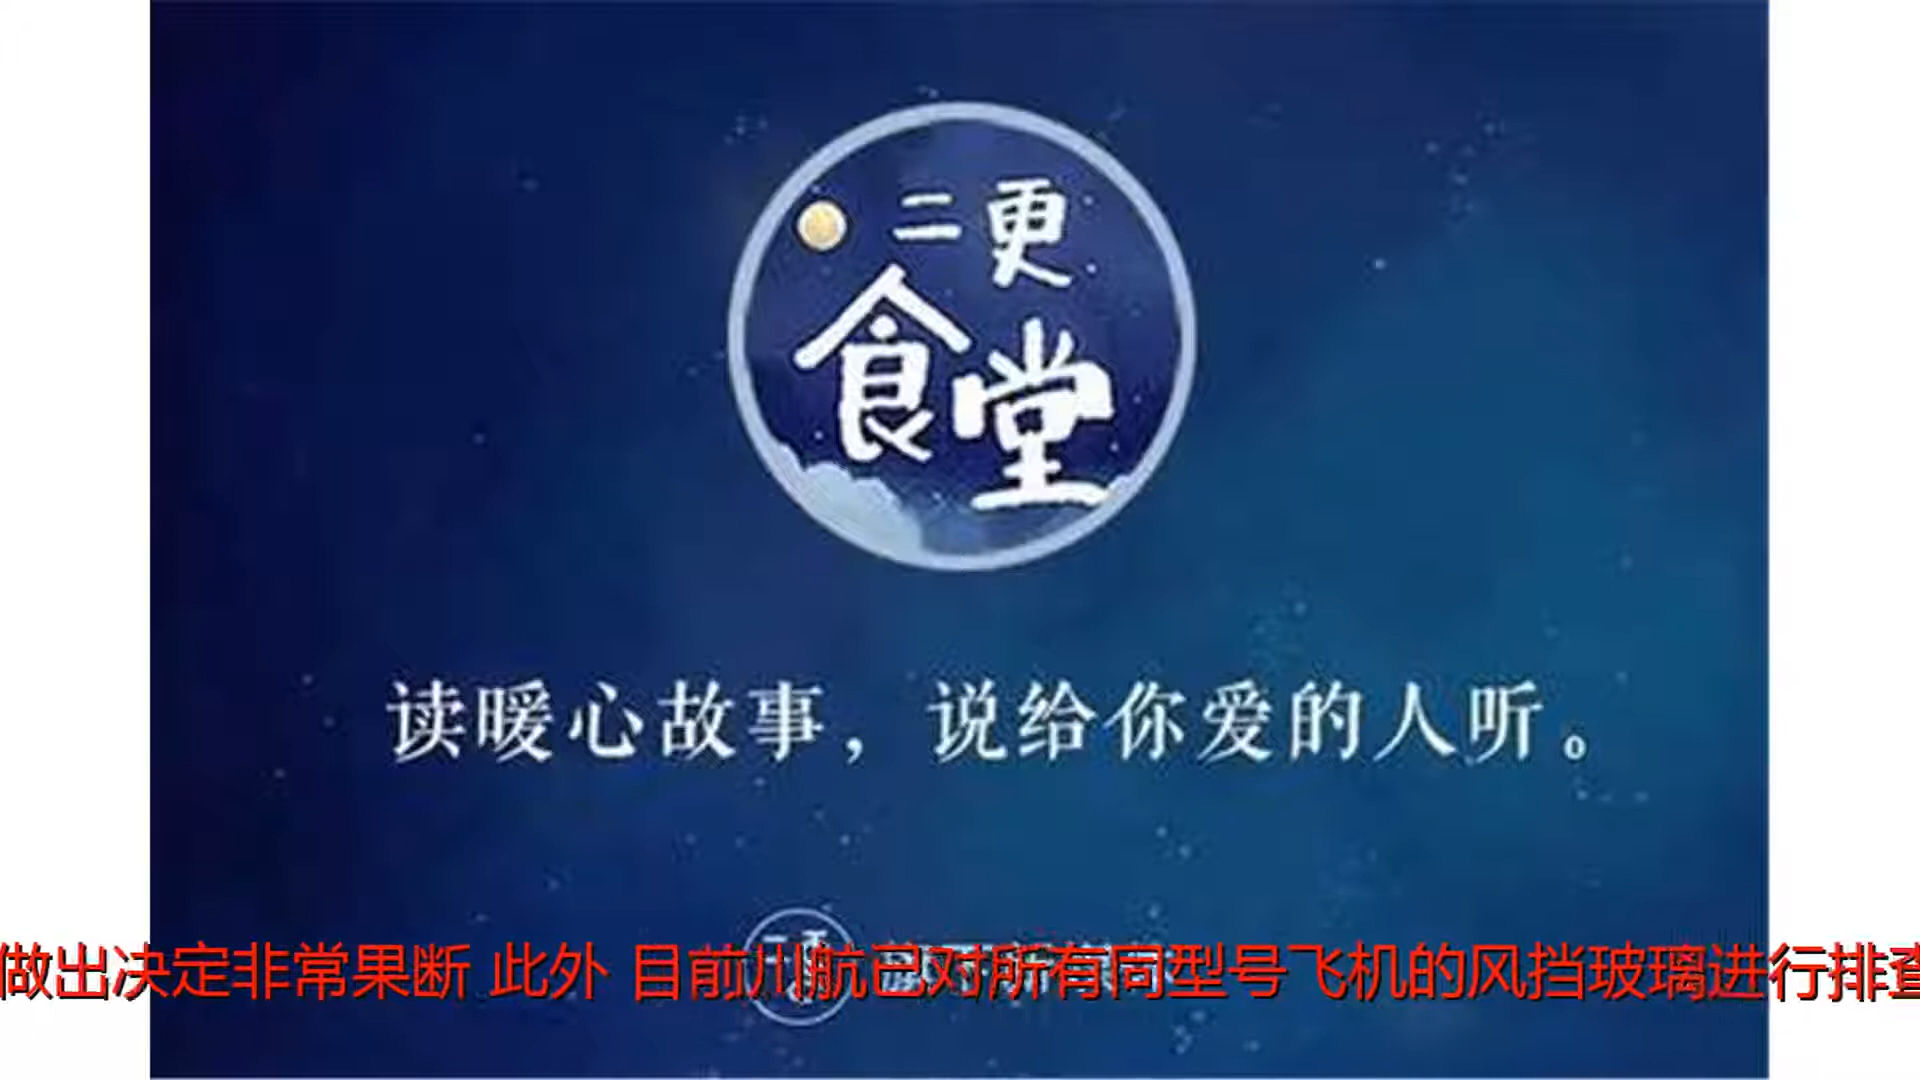 二更
食堂
读暖心故事，说给你爱的人听。
做出决定非常果断 此外 目前川航已对所有同型号飞机的风挡玻璃进行排查